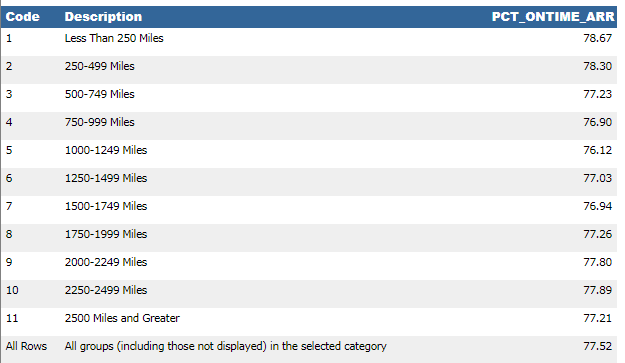 Code Description PCT_ONTIME_ARR
1 Less Than 250 Miles 78.67
2 250-499 Miles 78.30
3 500-749 Miles 77.23
4 750-999 Miles 76.90
5 1000-1249 Miles 76.12
6 1250-1499 Miles 77.03
7 1500-1749 Miles 76.94
8 1750-1999 Miles 77.26
9 2000-2249 Miles 77.80
10 2250-2499 Miles 77.89
11 2500 Miles and Greater 77.21
All Rows All groups (including those not displayed) in the selected category 77.52